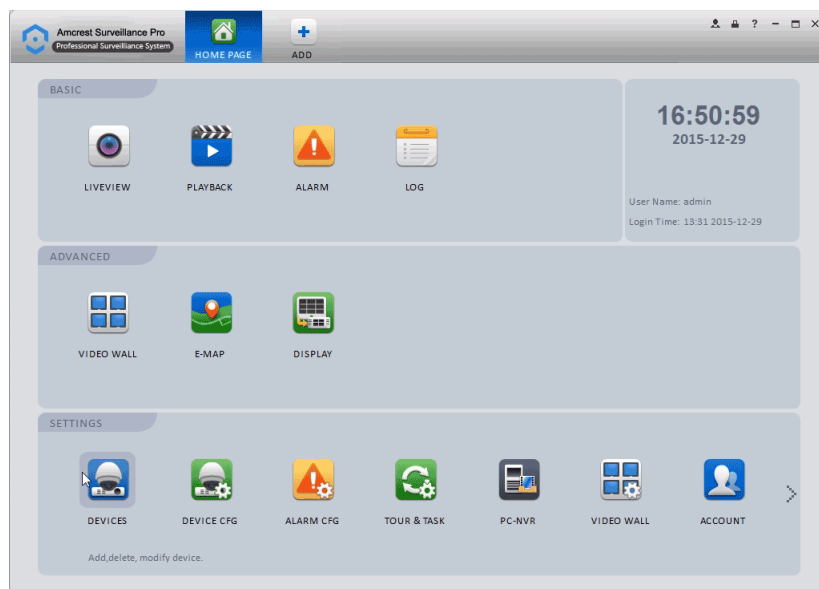 Amcrest Surveillance Pro
Professional Surveillance System
HOME PAGE
ADD
?
BASIC
LIVEVIEW
PLAYBACK
ALARM
LOG
16:50:59
2015-12-29
User Name: admin
Login Time: 13:31 2015-12-29
ADVANCED
VIDEO WALL
E-MAP
DISPLAY
SETTINGS
DEVICES
DEVICE CFG
ALARM CFG
TOUR & TASK
PC-NVR
VIDEO WALL
ACCOUNT
Add,delete, modify device.